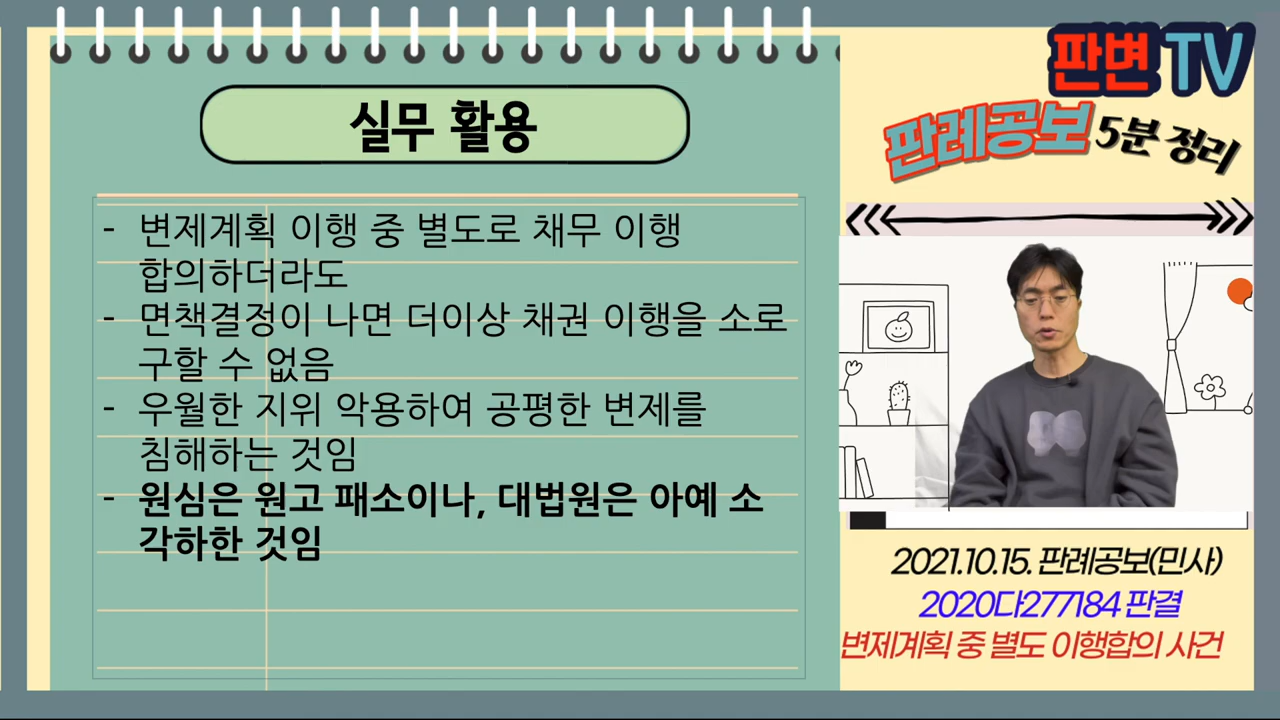 판변 TV
판례공보 5분 정리
실무 활용
- 변제계획 이행 중 별도로 채무 이행
합의하더라도
- 면책결정이 나면 더이상 채권 이행을 소로
구할 수 없음
- 우월한 지위 악용하여 공평한 변제를
침해하는 것임
- 원심은 원고 패소이나, 대법원은 아예 소
각하한 것임
2021.10.15. 판례공보(민사)
2020다277184 판결
변제계획 중 별도 이행합의 사건